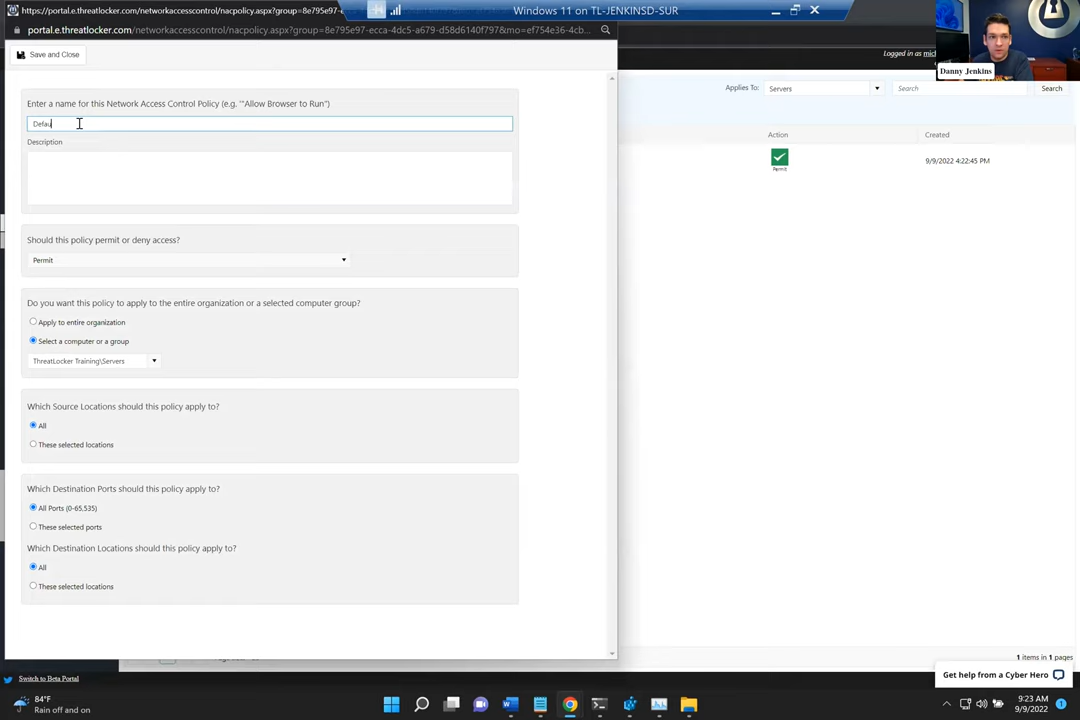 https://portal.e.threatlocker.com/networkaccesscontrol/nacpolicy.aspx?group=8e795e97-e
Windows 11 on TL-JENKINSD-SUR
portal.e.threatlocker.com/networkaccesscontrol/nacpolicy.aspx?group=8e795e97-ecca-4dc5-a679-d58d6140f797&mo=ef754e36-4cb...
Save and Close
Logged in as
Danny Jenkins
Applies To:
Servers
Search
Search
Enter a name for this Network Access Control Policy (e.g. '"Allow Browser to Run")
Defau
Description
Action
Created
Permit
9/9/2022 4:22:45 PM
Should this policy permit or deny access?
Permit
Do you want this policy to apply to the entire organization or a selected computer group?
Apply to entire organization
Select a computer or a group
ThreatLocker Training\Servers
Which Source Locations should this policy apply to?
All
These selected locations
Which Destination Ports should this policy apply to?
All Ports (0-65,535)
These selected ports
Which Destination Locations should this policy apply to?
All
These selected locations
1 items in 1 pages
Get help from a Cyber Hero
Switch to Beta Portal
84°F
Rain off and on
9:23 AM
9/9/2022
1